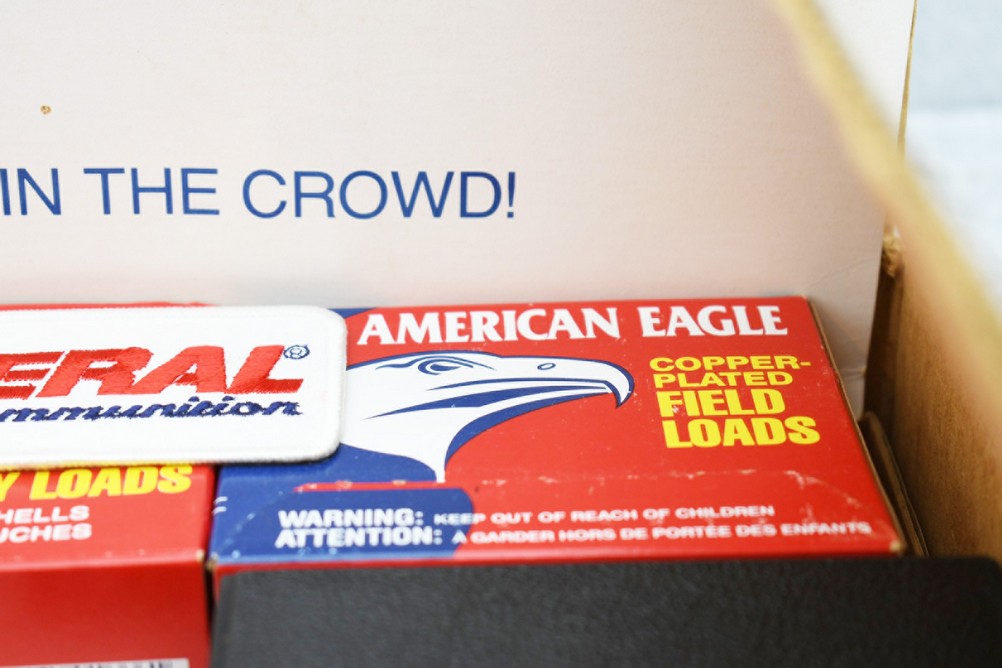 IN THE CROWD!
ERAL®
mmunition
AMERICAN EAGLE
COPPER-
PLATED
FIELD
LOADS
Y LOADS
HELLS
UCHES
WARNING: KEEP OUT OF REACH OF CHILDREN
ATTENTION: A GARDER HORS DE PORTÉE DES ENFANTS